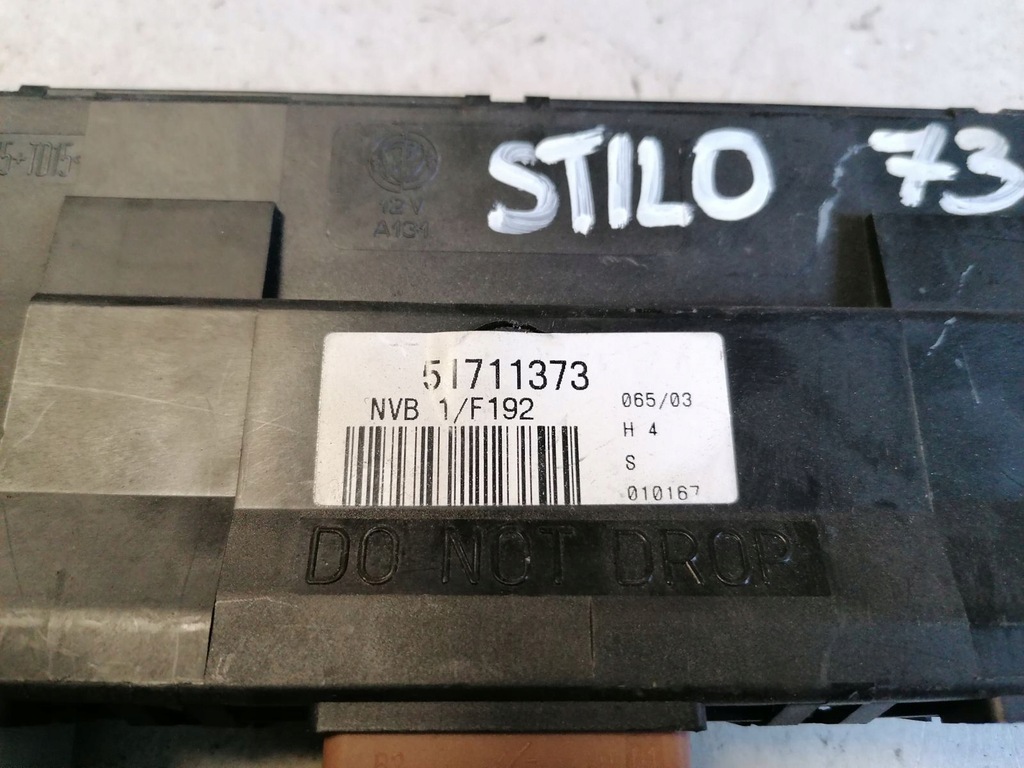 STILO 73
12 V
A131
51711373
NVB 1/F192
065/03
H 4
S
010167
DO NOT DROP